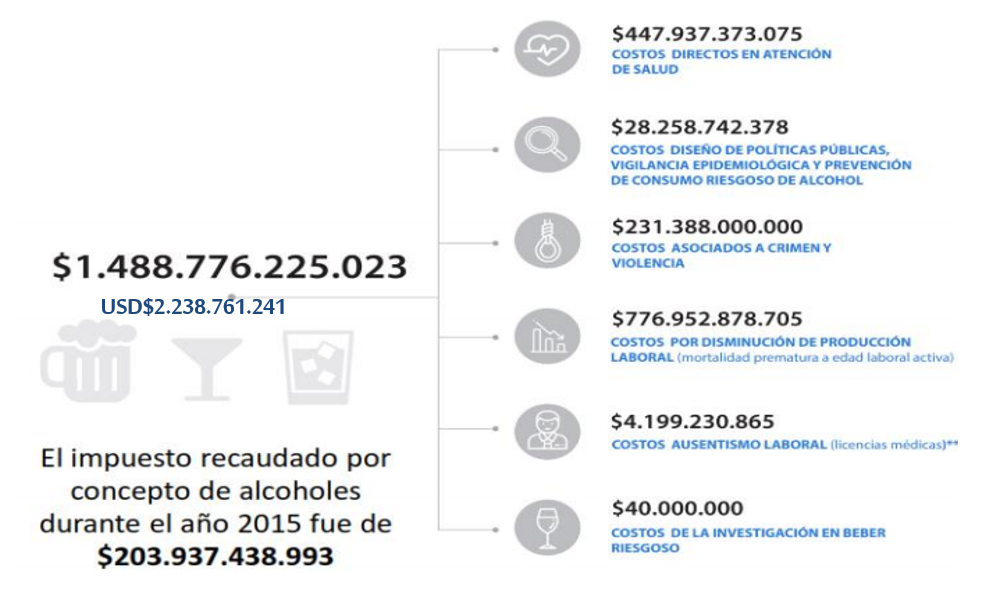 $1.488.776.225.023
USD$2.238.761.241
El impuesto recaudado por
concepto de alcoholes
durante el año 2015 fue de
$203.937.438.993
$447.937.373.075
COSTOS DIRECTOS EN ATENCIÓN
DE SALUD
$28.258.742.378
COSTOS DISEÑO DE POLÍTICAS PÚBLICAS,
VIGILANCIA EPIDEMIOLÓGICA Y PREVENCIÓN
DE CONSUMO RIESGOSO DE ALCOHOL
$231.388.000.000
COSTOS ASOCIADOS A CRIMEN Y
VIOLENCIA
$776.952.878.705
COSTOS POR DISMINUCIÓN DE PRODUCCIÓN
LABORAL (mortalidad prematura a edad laboral activa)
$4.199.230.865
COSTOS AUSENTISMO LABORAL (licencias médicas)**
$40.000.000
COSTOS DE LA INVESTIGACIÓN EN BEBER
RIESGOSO